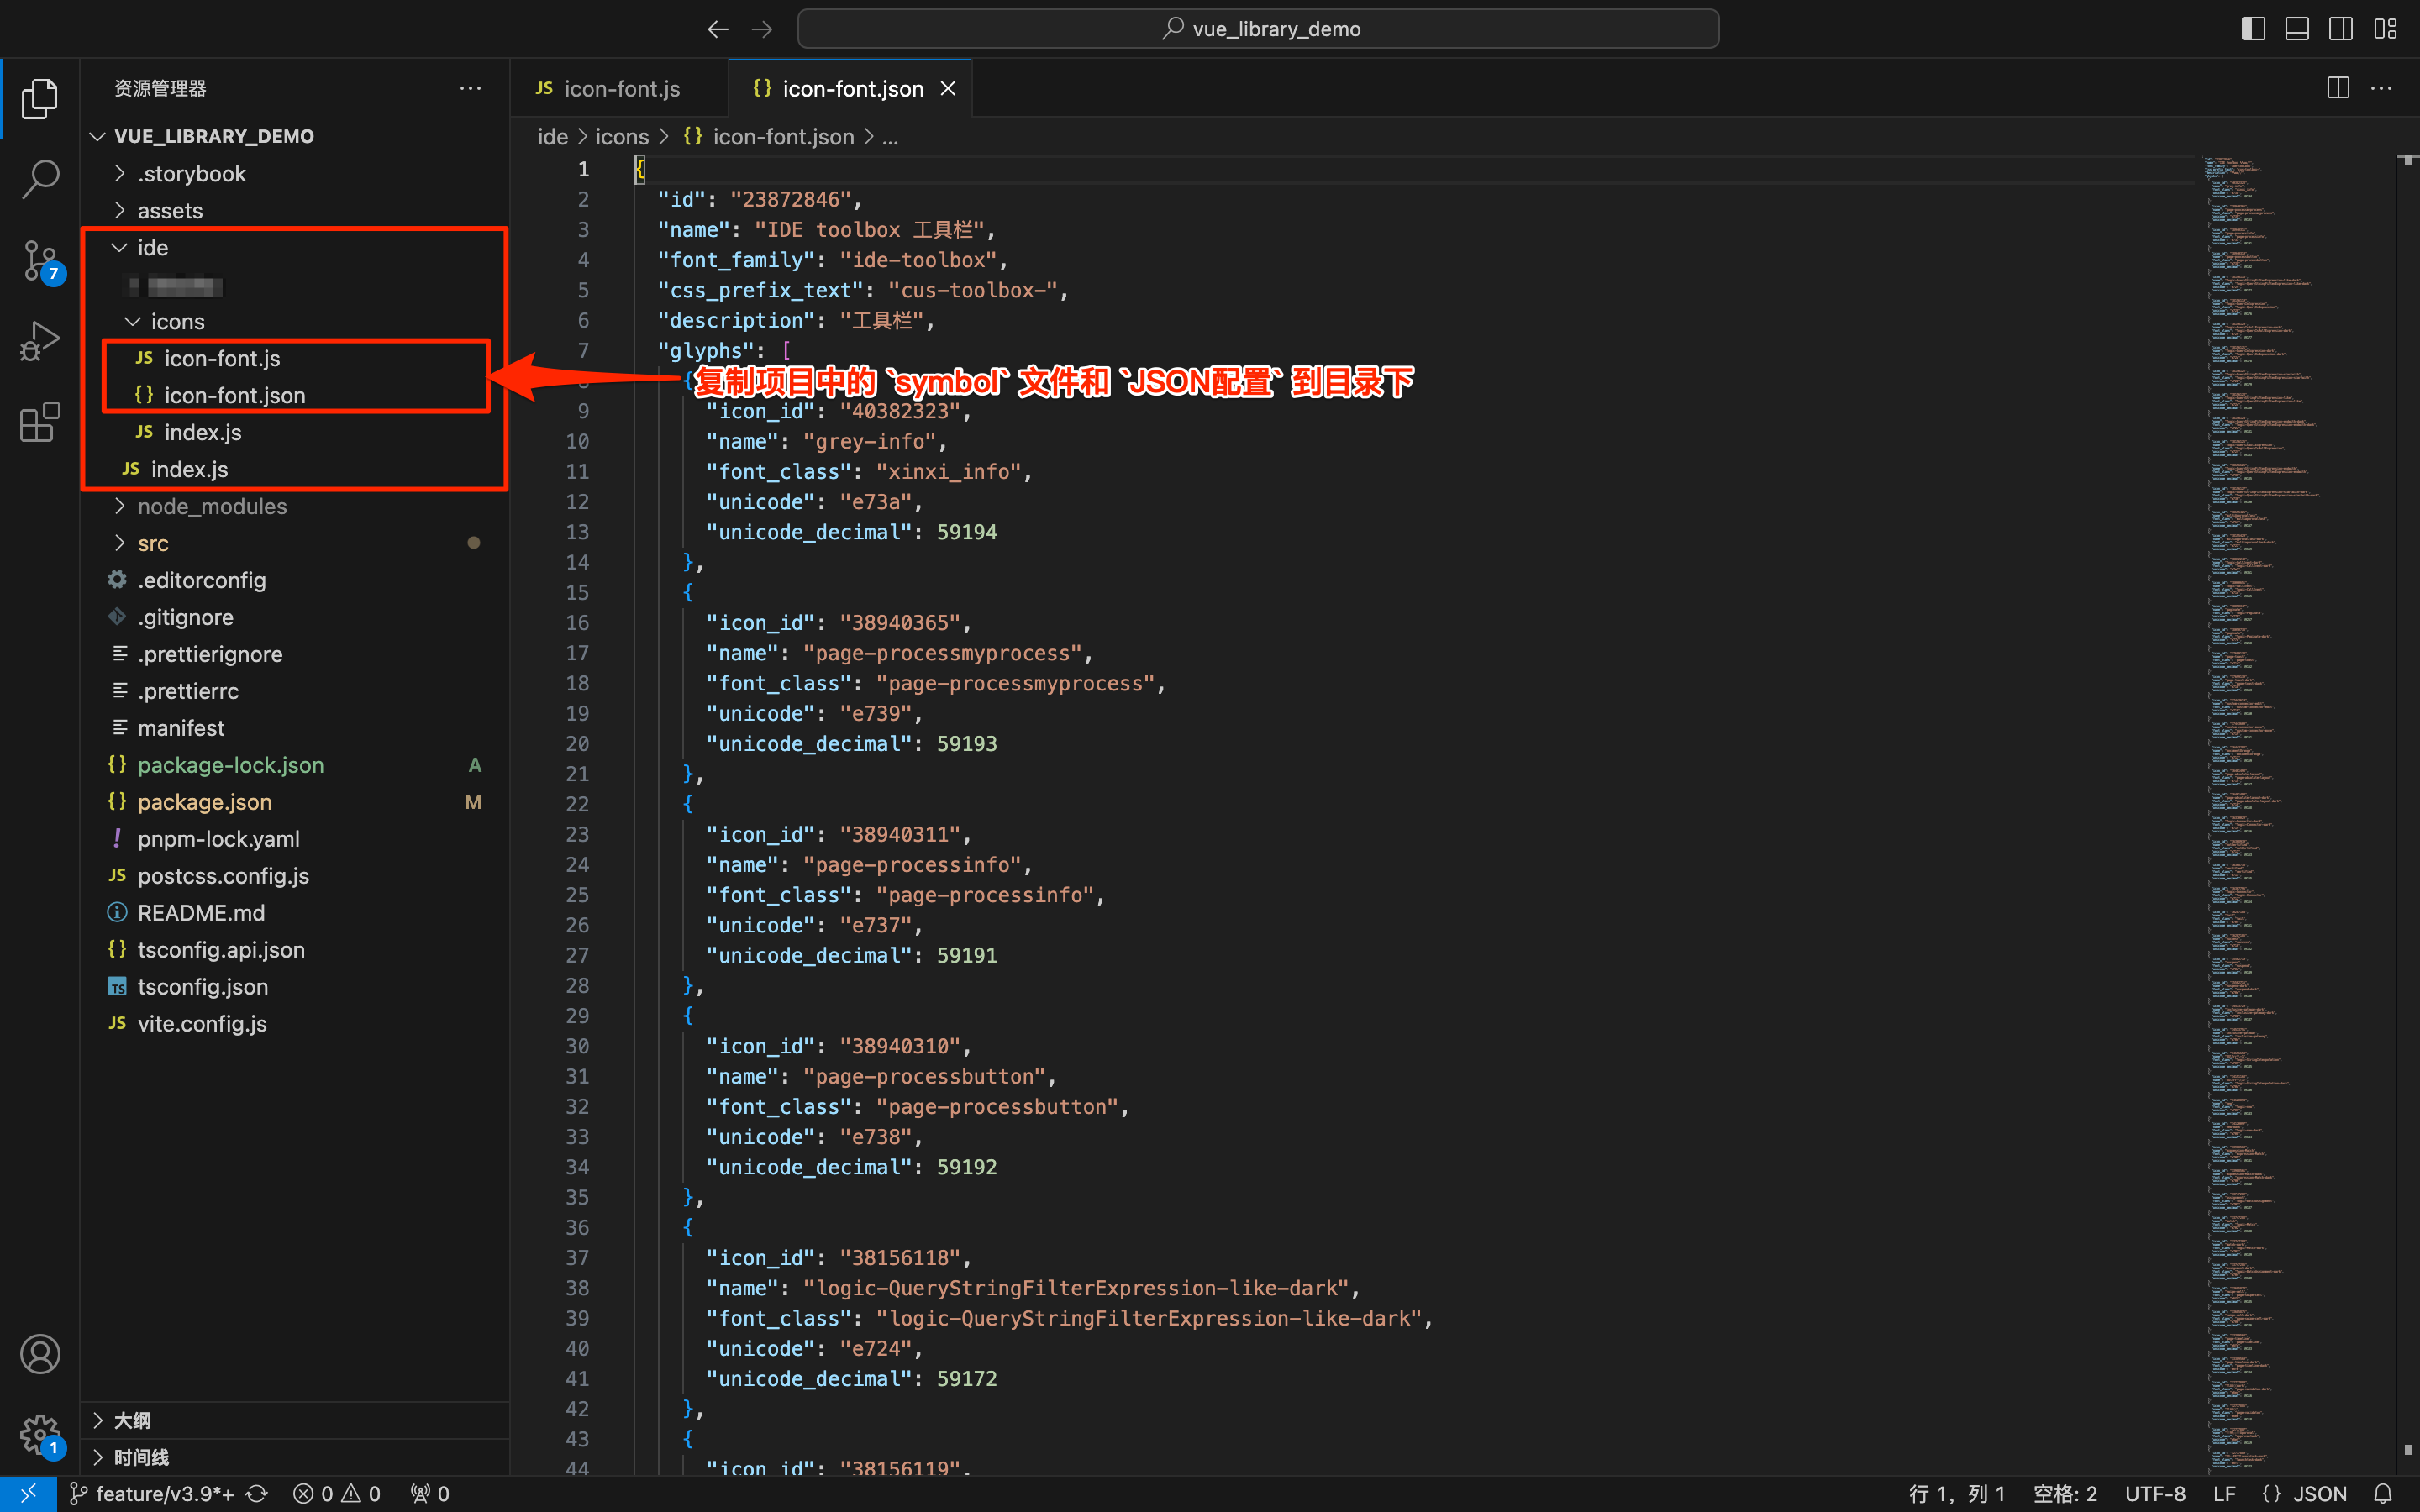 vue_library_demo
资源管理器
VUE_LIBRARY_DEMO
.storybook
assets
ide
icons
JS icon-font.js
{} icon-font.json
JS index.js
JS index.js
node_modules
src
.editorconfig
.gitignore
.prettierignore
.prettierrc
manifest
{} package-lock.json A
{} package.json M
! pnpm-lock.yaml
JS postcss.config.js
README.md
{} tsconfig.api.json
TS tsconfig.json
JS vite.config.js
大纲
时间线
7
1
JS icon-font.js
{} icon-font.json
ide > icons > {} icon-font.json > ...
1 {
2 "id": "23872846",
3 "name": "IDE toolbox 工具栏",
4 "font_family": "ide-toolbox",
5 "css_prefix_text": "cus-toolbox-",
6 "description": "工具栏",
7 "glyphs": [
8 {
复制项目中的 `symbol` 文件和 `JSON配置` 到目录下
9 "icon_id": "40382323",
10 "name": "grey-info",
11 "font_class": "xinxi_info",
12 "unicode": "e73a",
13 "unicode_decimal": 59194
14 },
15 {
16 "icon_id": "38940365",
17 "name": "page-processmyprocess",
18 "font_class": "page-processmyprocess",
19 "unicode": "e739",
20 "unicode_decimal": 59193
21 },
22 {
23 "icon_id": "38940311",
24 "name": "page-processinfo",
25 "font_class": "page-processinfo",
26 "unicode": "e737",
27 "unicode_decimal": 59191
28 },
29 {
30 "icon_id": "38940310",
31 "name": "page-processbutton",
32 "font_class": "page-processbutton",
33 "unicode": "e738",
34 "unicode_decimal": 59192
35 },
36 {
37 "icon_id": "38156118",
38 "name": "logic-QueryStringFilterExpression-like-dark",
39 "font_class": "logic-QueryStringFilterExpression-like-dark",
40 "unicode": "e724",
41 "unicode_decimal": 59172
42 },
43 {
44 "icon_id": "38156119",
feature/v3.9*+ 0 0 0
行 1，列 1 空格: 2 UTF-8 LF {} JSON